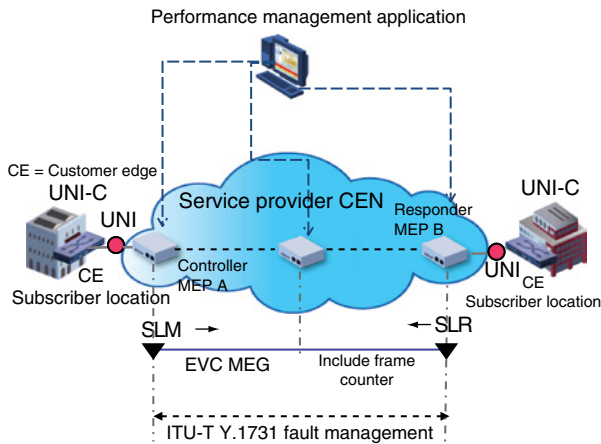 Performance management application
CE = Customer edge
UNI-C
UNI
CE
Subscriber location
Service provider CEN
Controller
MEP A
Responder
MEP B
UNI-C
UNI
CE
Subscriber location
SLM
SLR
EVC MEG
Include frame
counter
ITU-T Y.1731 fault management